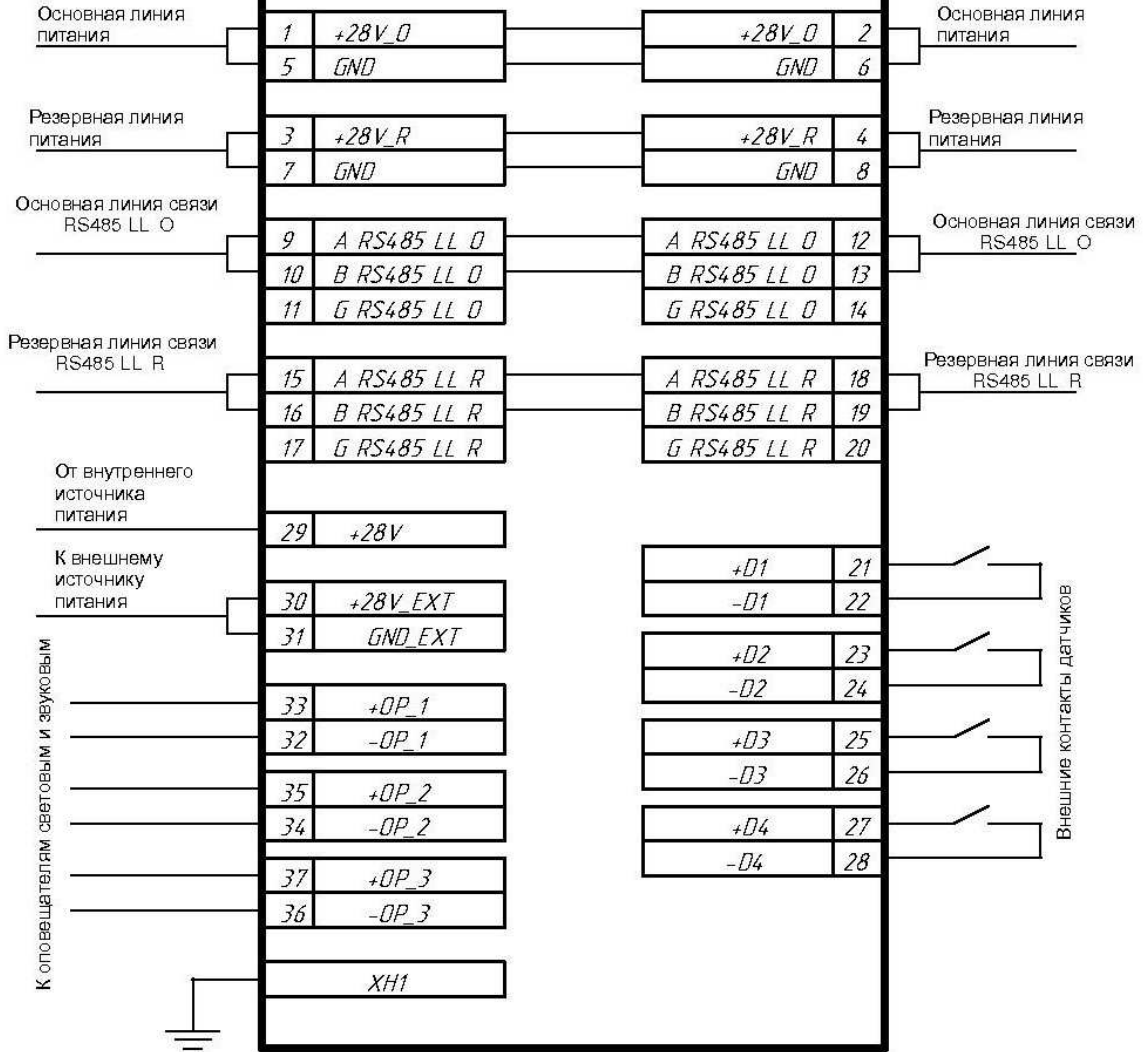 Основная линия
питания
1 +28V_O
5 GND
+28V_O 2
GND 6
Основная линия
питания
Резервная линия
питания
3 +28V_R
7 GND
+28V_R 4
GND 8
Резервная линия
питания
Основная линия связи
RS485 LL O
9 A RS485 LL O
10 B RS485 LL O
11 G RS485 LL O
A RS485 LL O 12
B RS485 LL O 13
G RS485 LL O 14
Основная линия связи
RS485 LL O
Резервная линия связи
RS485 LL R
15 A RS485 LL R
16 B RS485 LL R
17 G RS485 LL R
A RS485 LL R 18
B RS485 LL R 19
G RS485 LL R 20
Резервная линия связи
RS485 LL R
От внутреннего
источника
питания
29 +28V
К внешнему
источнику
питания
30 +28V_EXT
31 GND_EXT
К оповещателям световым и звуковым
33 +OP_1
32 -OP_1
35 +OP_2
34 -OP_2
37 +OP_3
36 -OP_3
XH1
+D1 21
-D1 22
+D2 23
-D2 24
+D3 25
-D3 26
+D4 27
-D4 28
Внешние контакты датчиков